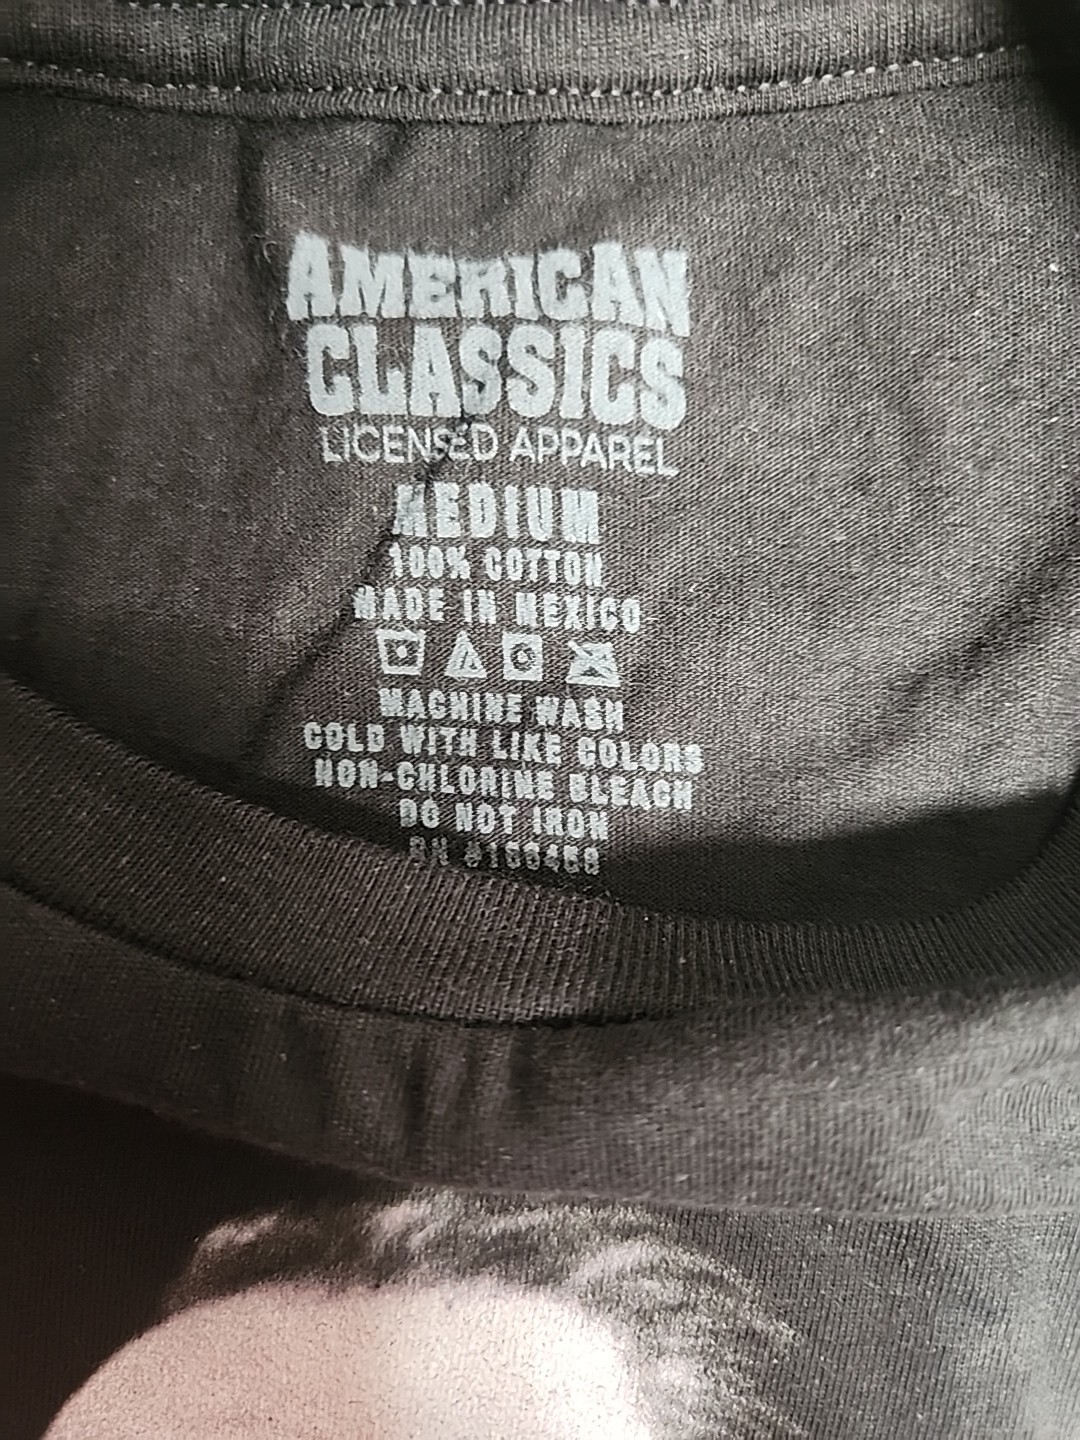 AMERICAN
CLASSICS
LICENSED APPAREL
MEDIUM
100% COTTON
MADE IN MEXICO
MACHINE WASH
COLD WITH LIKE COLORS
NON-CHLORINE BLEACH
DO NOT IRON